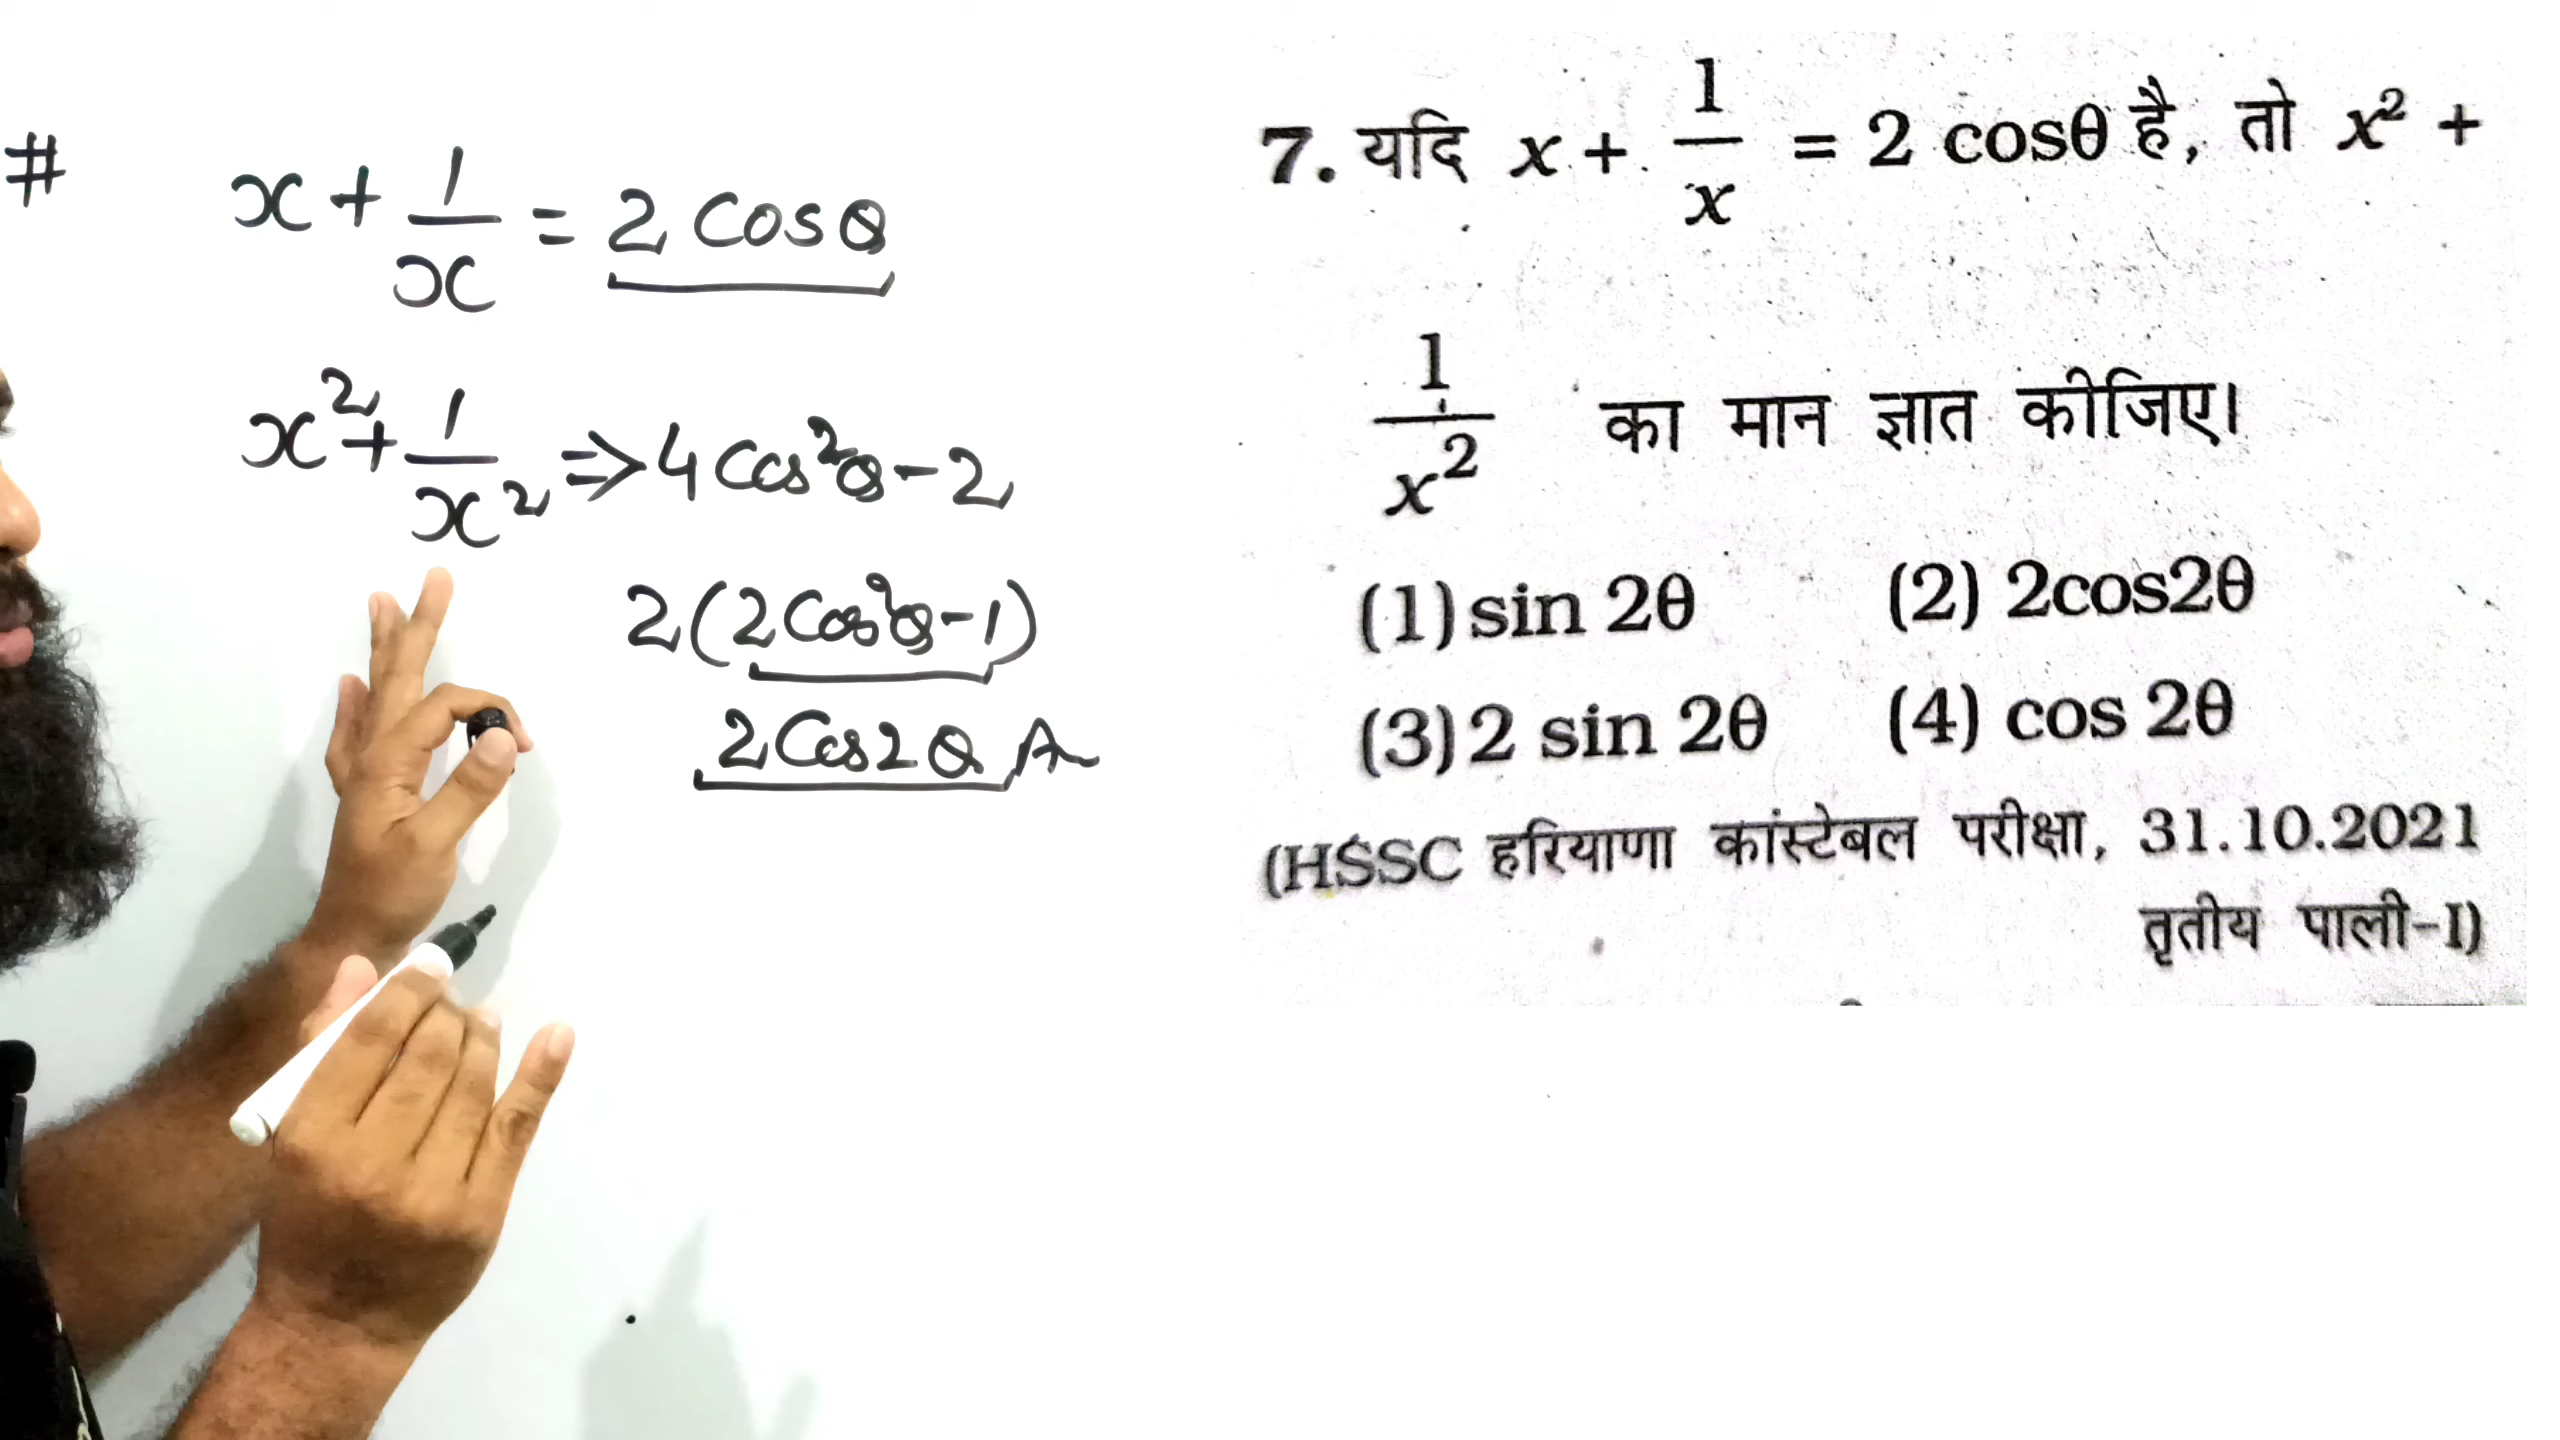 # x + 1/x = 2 Cosθ
x² + 1/x² ⇒ 4 Cos²θ - 2
2(2Cos²θ-1)
2Cos2θ A
7. यदि x + 1/x = 2 cosθ है, तो x² +
1/x² का मान ज्ञात कीजिए।
(1) sin 2θ (2) 2cos2θ
(3) 2 sin 2θ (4) cos 2θ
(HSSC हरियाणा कांस्टेबल परीक्षा, 31.10.2021
तृतीय पाली-I)